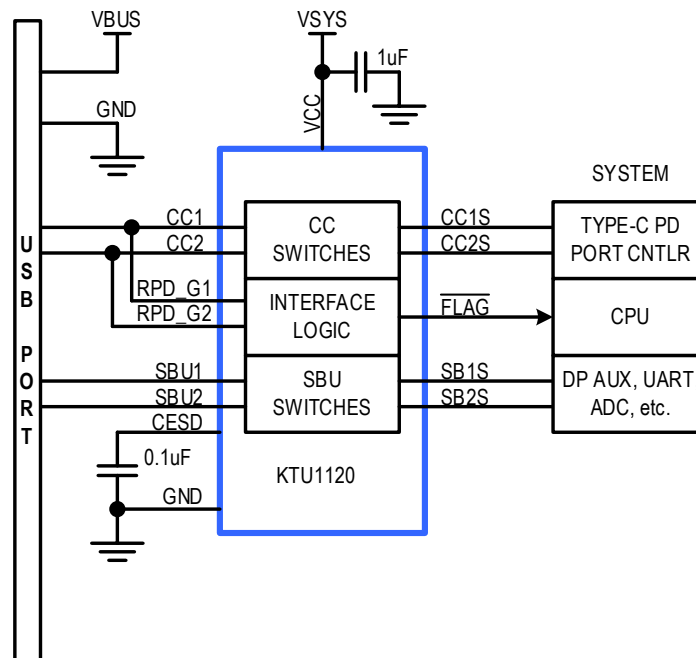 VBUS
VSYS
1uF
GND
VCC
SYSTEM
USB PORT
CC1
CC2
RPD_G1
RPD_G2
SBU1
SBU2
CESD
0.1uF
GND
CC
SWITCHES
INTERFACE
LOGIC
SBU
SWITCHES
KTU1120
CC1S
CC2S
FLAG
SB1S
SB2S
TYPE-C PD
PORT CNTLR
CPU
DP AUX, UART
ADC, etc.